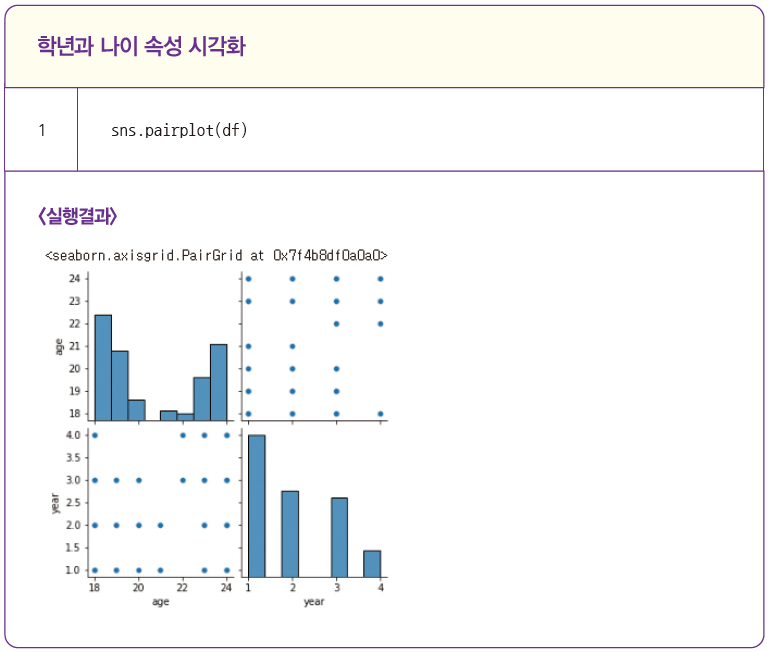 학년과 나이 속성 시각화
1 sns.pairplot(df)
<실행결과>
<seaborn.axisgrid.PairGrid at 0x7f4b8df0a0a0>
24
23
22
21
20
19
18
age
4.0
3.5
3.0
2.5
2.0
1.5
1.0
year
18 20 22 24 1 2 3 4
age year